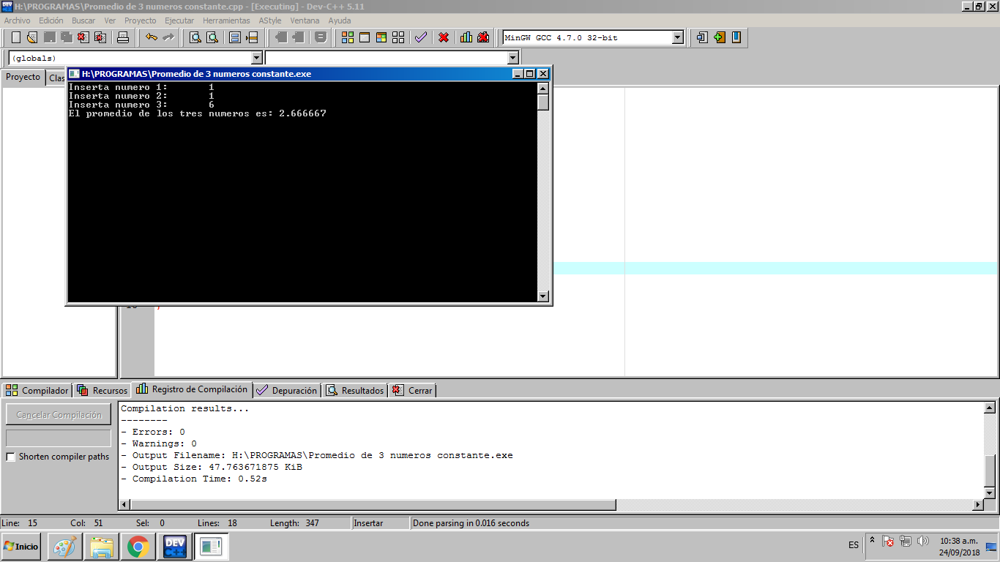 H:\PROGRAMAS\Promedio de 3 numeros constante.cpp - [Executing] - Dev-C++ 5.11
Archivo Edición Buscar Ver Proyecto Ejecutar Herramientas AStyle Ventana Ayuda
MinGW GCC 4.7.0 32-bit
(globals)
Proyecto Clas
H:\PROGRAMAS\Promedio de 3 numeros constante.exe
Inserta numero 1: 1
Inserta numero 2: 1
Inserta numero 3: 6
El promedio de los tres numeros es: 2.666667
Compilador Recursos Registro de Compilación Depuración Resultados Cerrar
Cancelar Compilación
Shorten compiler paths
Compilation results...
--------
- Errors: 0
- Warnings: 0
- Output Filename: H:\PROGRAMAS\Promedio de 3 numeros constante.exe
- Output Size: 47.763671875 KiB
- Compilation Time: 0.52s
Line: 15 Col: 51 Sel: 0 Lines: 18 Length: 347 Insertar Done parsing in 0.016 seconds
Inicio DEV C++ ES 10:38 a.m.
24/09/2018